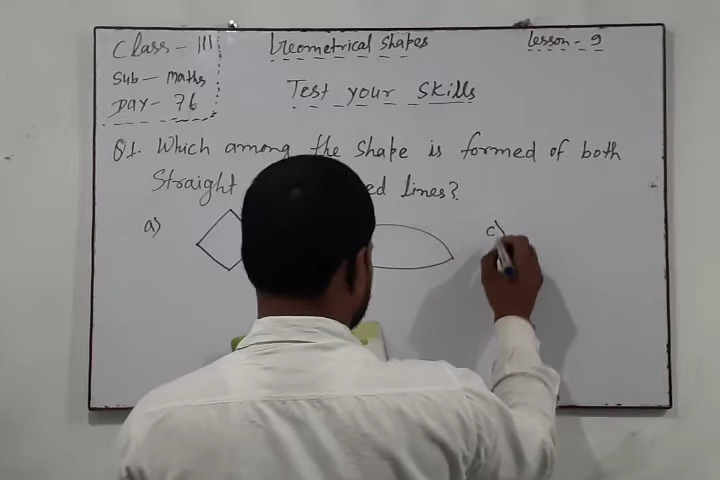 Class - III
Geometrical Shapes
Lesson - 9
Sub - Maths
Day - 76
Test your Skills
Q1. Which among the shape is formed of both
Straight ed lines?
a)
c)